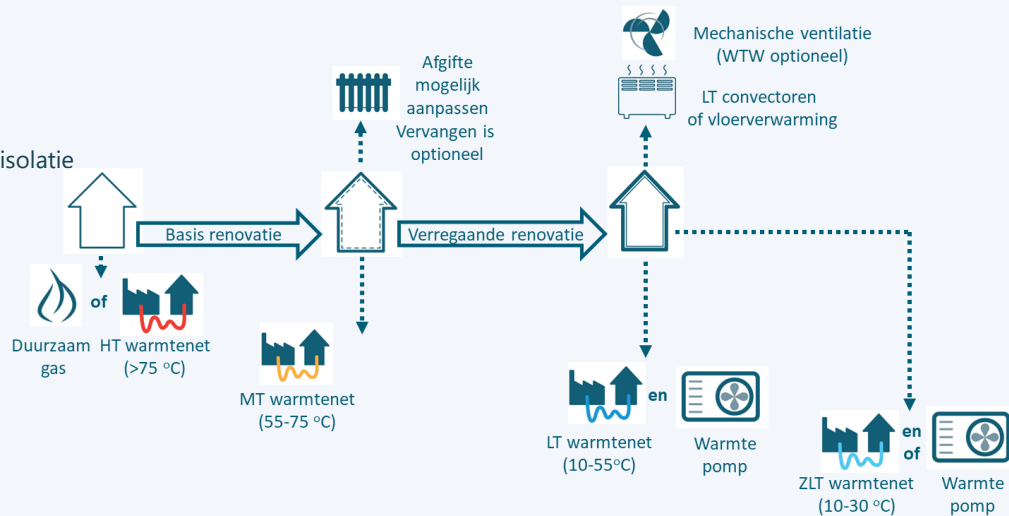 Mechanische ventilatie
(WTW optioneel)
LT convectoren
of vloerverwarming
Afgifte
mogelijk
aanpassen
Vervangen is
optioneel
isolatie
Basis renovatie
Verregaande renovatie
of
Duurzaam
gas
HT warmtenet
(>75 °C)
MT warmtenet
(55-75 °C)
en
LT warmtenet
(10-55°C)
Warmte
pomp
en
of
ZLT warmtenet
(10-30 °C)
Warmte
pomp